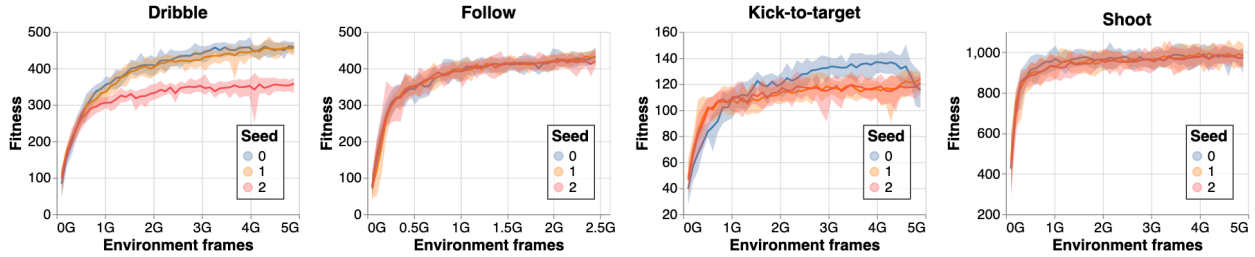 Dribble
Fitness
500
400
300
200
100
0
0G 1G 2G 3G 4G 5G
Environment frames
Seed
0
1
2
Follow
Fitness
500
400
300
200
100
0
0G 0.5G 1G 1.5G 2G 2.5G
Environment frames
Seed
0
1
2
Kick-to-target
Fitness
160
140
120
100
80
60
40
20
0G 1G 2G 3G 4G 5G
Environment frames
Seed
0
1
2
Shoot
Fitness
1,000
800
600
400
200
0G 1G 2G 3G 4G 5G
Environment frames
Seed
0
1
2